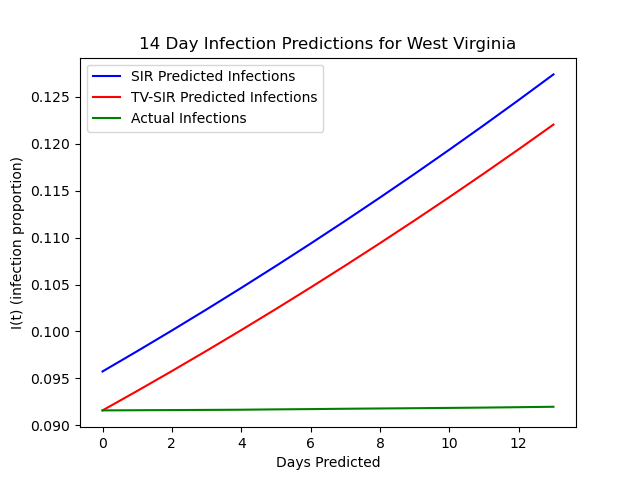 14 Day Infection Predictions for West Virginia
SIR Predicted Infections
TV-SIR Predicted Infections
Actual Infections
I(t) (infection proportion)
0.125
0.120
0.115
0.110
0.105
0.100
0.095
0.090
0 2 4 6 8 10 12
Days Predicted